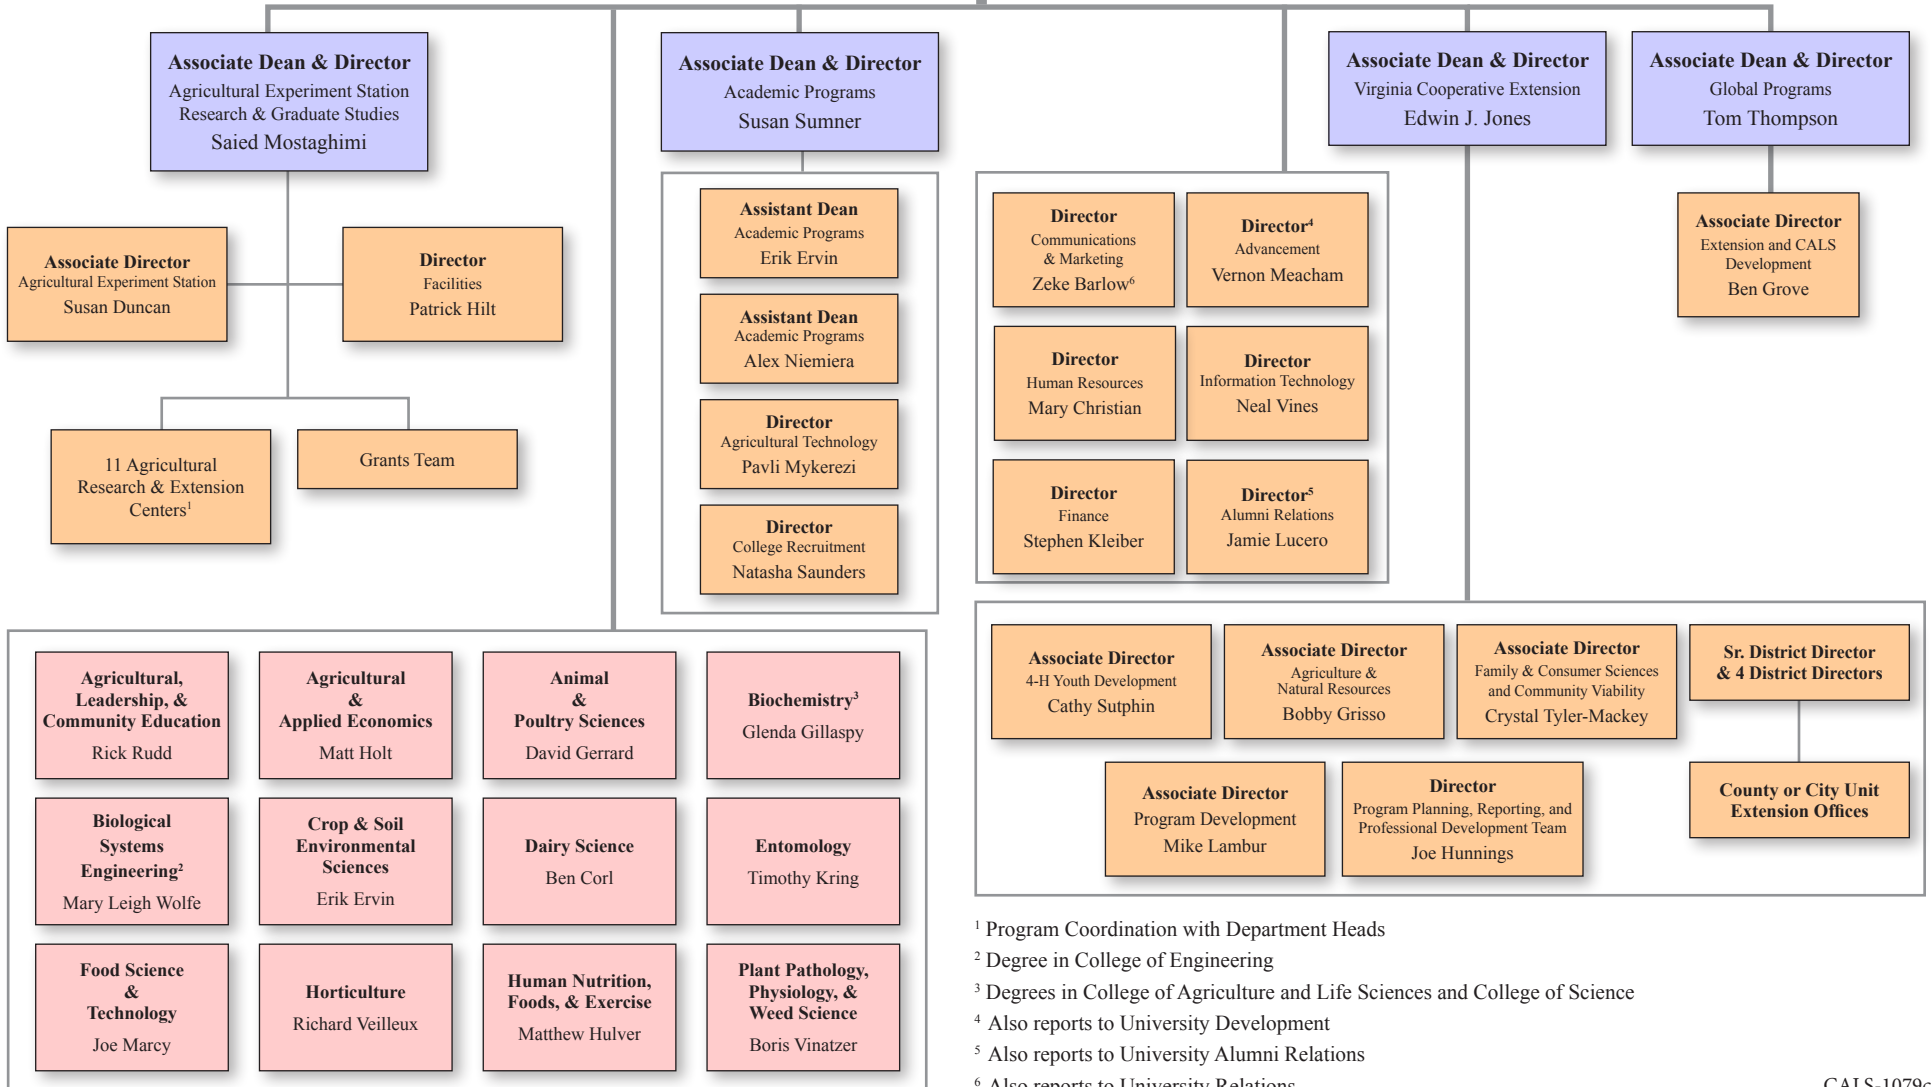 Associate Dean & Director
Agricultural Experiment Station
Research & Graduate Studies
Saied Mostaghimi
Associate Dean & Director
Academic Programs
Susan Sumner
Associate Dean & Director
Virginia Cooperative Extension
Edwin J. Jones
Associate Dean & Director
Global Programs
Tom Thompson
Associate Director
Agricultural Experiment Station
Susan Duncan
Director
Facilities
Patrick Hilt
11 Agricultural
Research & Extension
Centers¹
Grants Team
Assistant Dean
Academic Programs
Erik Ervin
Assistant Dean
Academic Programs
Alex Niemiera
Director
Agricultural Technology
Pavli Mykerezi
Director
College Recruitment
Natasha Saunders
Director
Communications
& Marketing
Zeke Barlow⁶
Director⁴
Advancement
Vernon Meacham
Director
Human Resources
Mary Christian
Director
Information Technology
Neal Vines
Director
Finance
Stephen Kleiber
Director⁵
Alumni Relations
Jamie Lucero
Associate Director
Extension and CALS
Development
Ben Grove
Agricultural,
Leadership, &
Community Education
Rick Rudd
Agricultural
&
Applied Economics
Matt Holt
Animal
&
Poultry Sciences
David Gerrard
Biochemistry³
Glenda Gillaspy
Biological
Systems
Engineering²
Mary Leigh Wolfe
Crop & Soil
Environmental
Sciences
Erik Ervin
Dairy Science
Ben Corl
Entomology
Timothy Kring
Food Science
&
Technology
Joe Marcy
Horticulture
Richard Veilleux
Human Nutrition,
Foods, & Exercise
Matthew Hulver
Plant Pathology,
Physiology, &
Weed Science
Boris Vinatzer
Associate Director
4-H Youth Development
Cathy Sutphin
Associate Director
Agriculture &
Natural Resources
Bobby Grisso
Associate Director
Family & Consumer Sciences
and Community Viability
Crystal Tyler-Mackey
Sr. District Director
& 4 District Directors
Associate Director
Program Development
Mike Lambur
Director
Program Planning, Reporting, and
Professional Development Team
Joe Hunnings
County or City Unit
Extension Offices
¹ Program Coordination with Department Heads
² Degree in College of Engineering
³ Degrees in College of Agriculture and Life Sciences and College of Science
⁴ Also reports to University Development
⁵ Also reports to University Alumni Relations
⁶ Also reports to University Relations